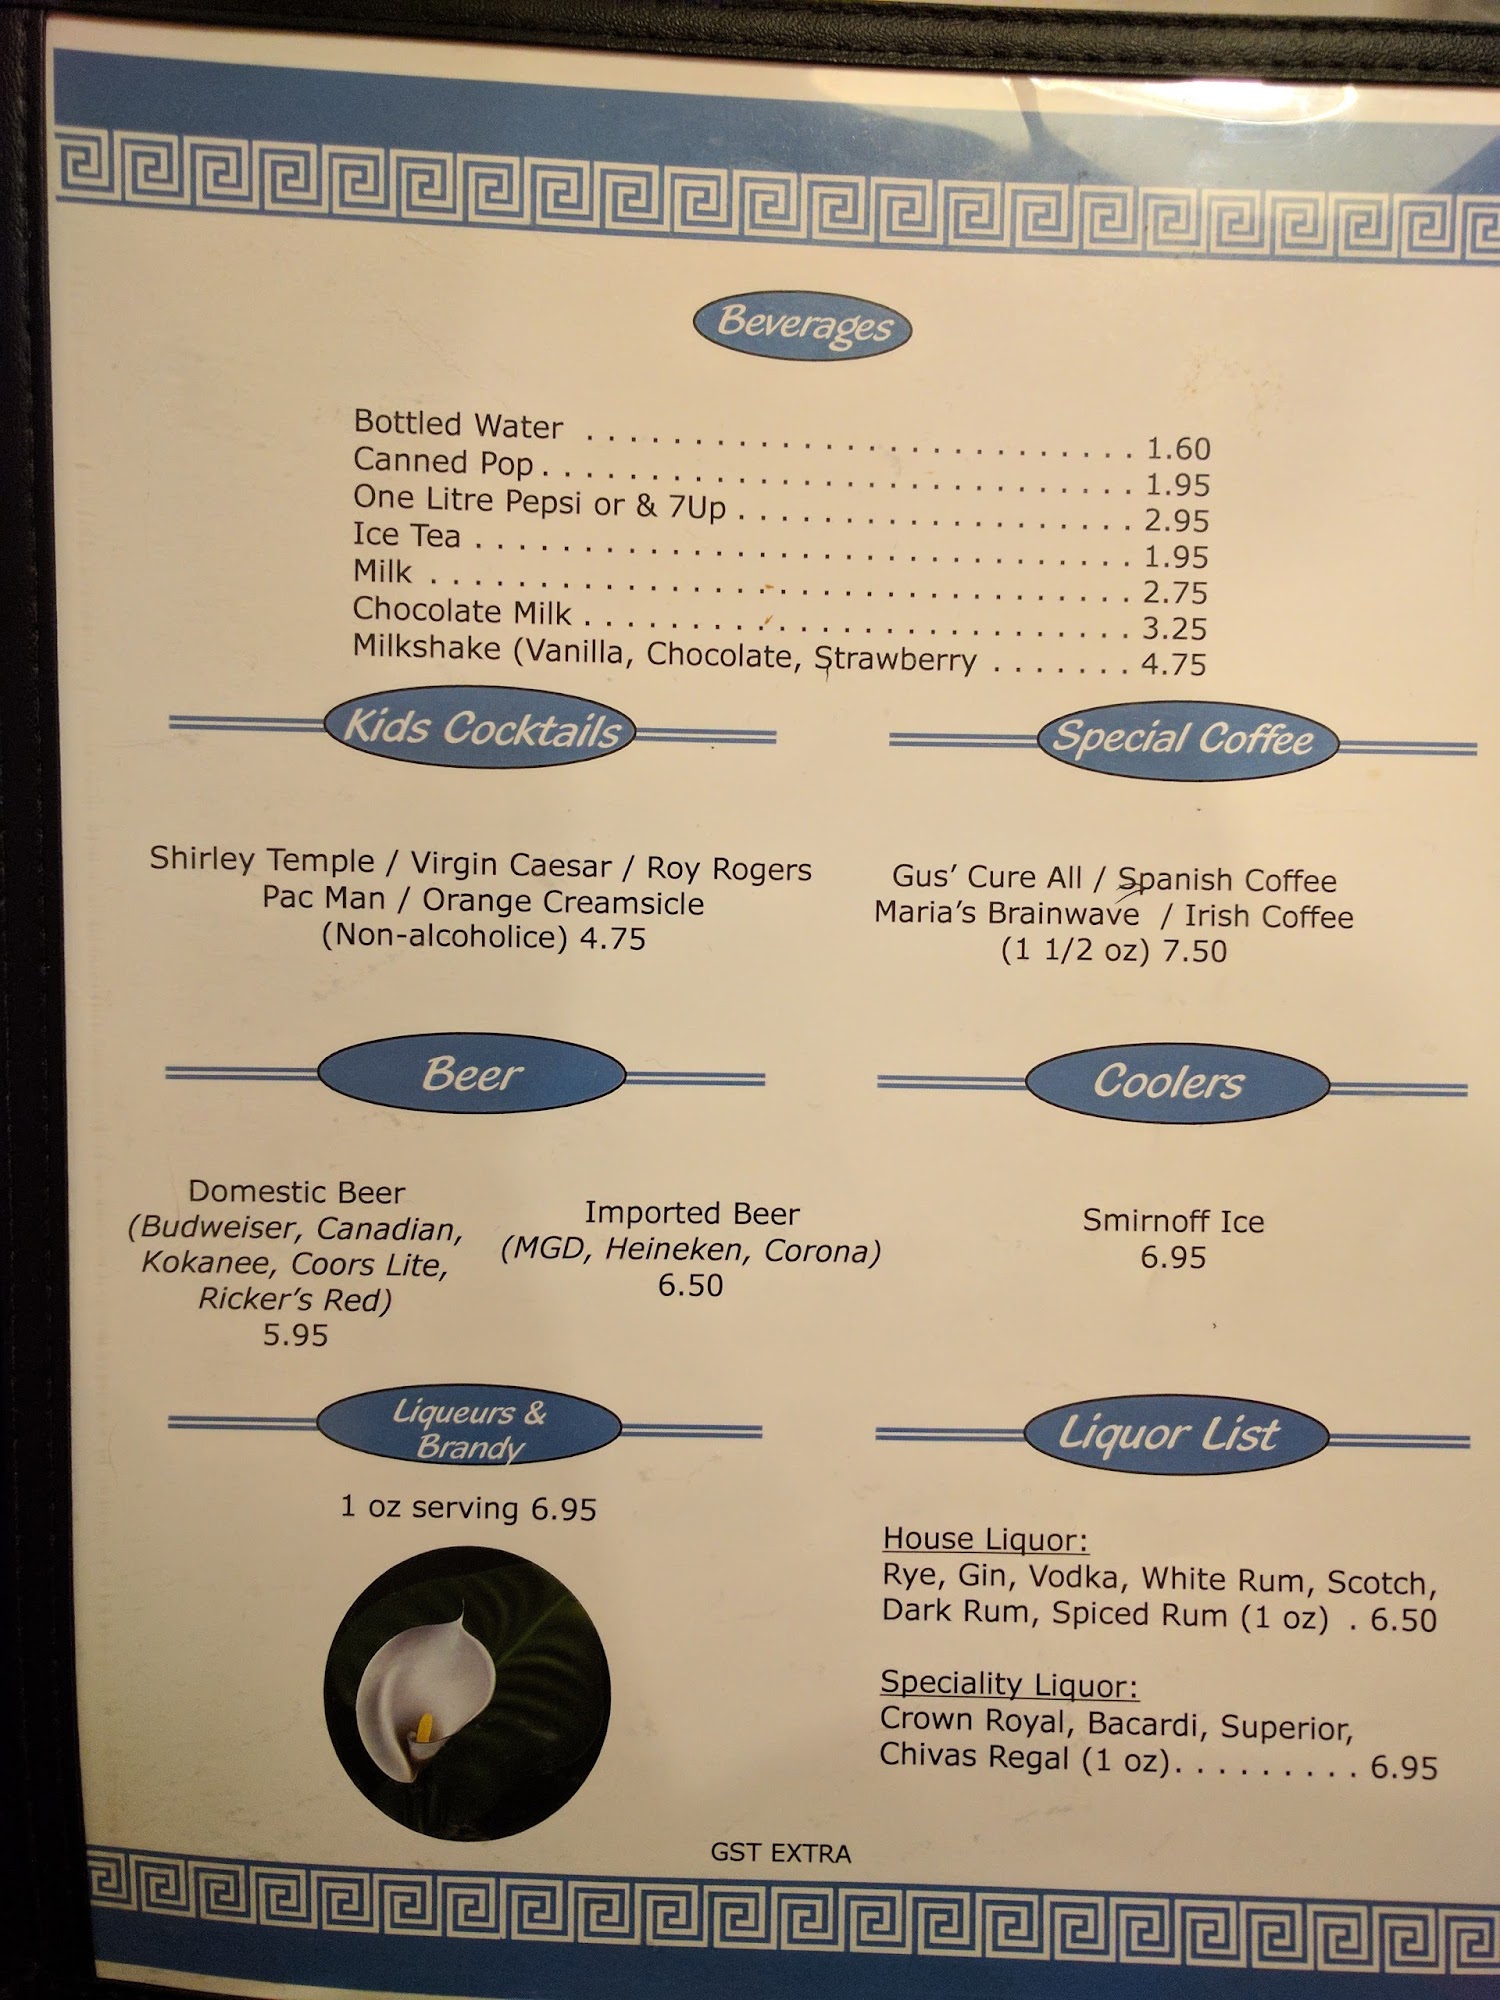 Beverages
Bottled Water . . . . . . . . . . . . . . . . . . . . . . . . . . 1.60
Canned Pop . . . . . . . . . . . . . . . . . . . . . . . . . . . . 1.95
One Litre Pepsi or & 7Up . . . . . . . . . . . . . . . . . . . 2.95
Ice Tea . . . . . . . . . . . . . . . . . . . . . . . . . . . . . . . 1.95
Milk . . . . . . . . . . . . . . . . . . . . . . . . . . . . . . . . . 2.75
Chocolate Milk . . . . . . . . . . . . . . . . . . . . . . . . . . 3.25
Milkshake (Vanilla, Chocolate, Strawberry . . . . . . . 4.75
Kids Cocktails
Shirley Temple / Virgin Caesar / Roy Rogers
Pac Man / Orange Creamsicle
(Non-alcoholice) 4.75
Special Coffee
Gus’ Cure All / Spanish Coffee
Maria’s Brainwave / Irish Coffee
(1 1/2 oz) 7.50
Beer
Domestic Beer
(Budweiser, Canadian,
Kokanee, Coors Lite,
Ricker’s Red)
5.95
Imported Beer
(MGD, Heineken, Corona)
6.50
Coolers
Smirnoff Ice
6.95
Liqueurs &
Brandy
1 oz serving 6.95
Liquor List
House Liquor:
Rye, Gin, Vodka, White Rum, Scotch,
Dark Rum, Spiced Rum (1 oz) . 6.50
Speciality Liquor:
Crown Royal, Bacardi, Superior,
Chivas Regal (1 oz). . . . . . . . . . 6.95
GST EXTRA